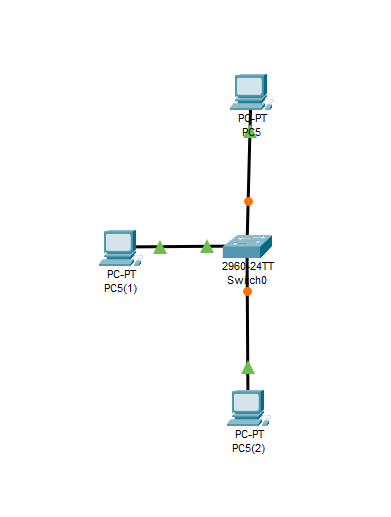 PC-PT
PC5
PC-PT
PC5(1)
2960-24TT
Switch0
PC-PT
PC5(2)